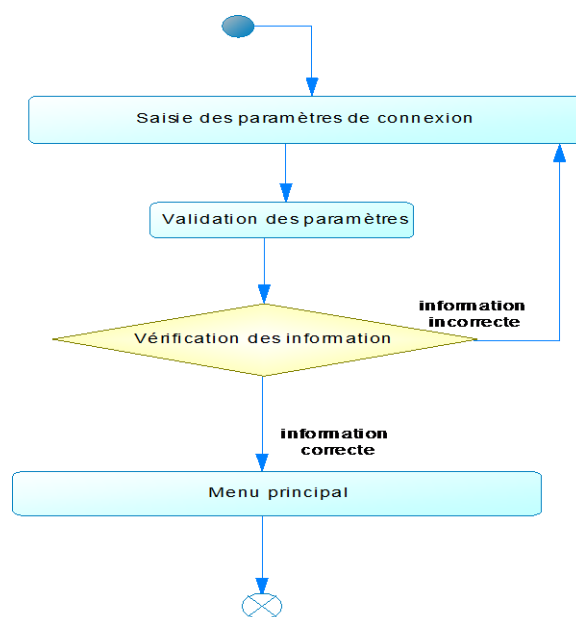 Saisie des paramètres de connexion
Validation des paramètres
information
incorrecte
Vérification des information
information
correcte
Menu principal